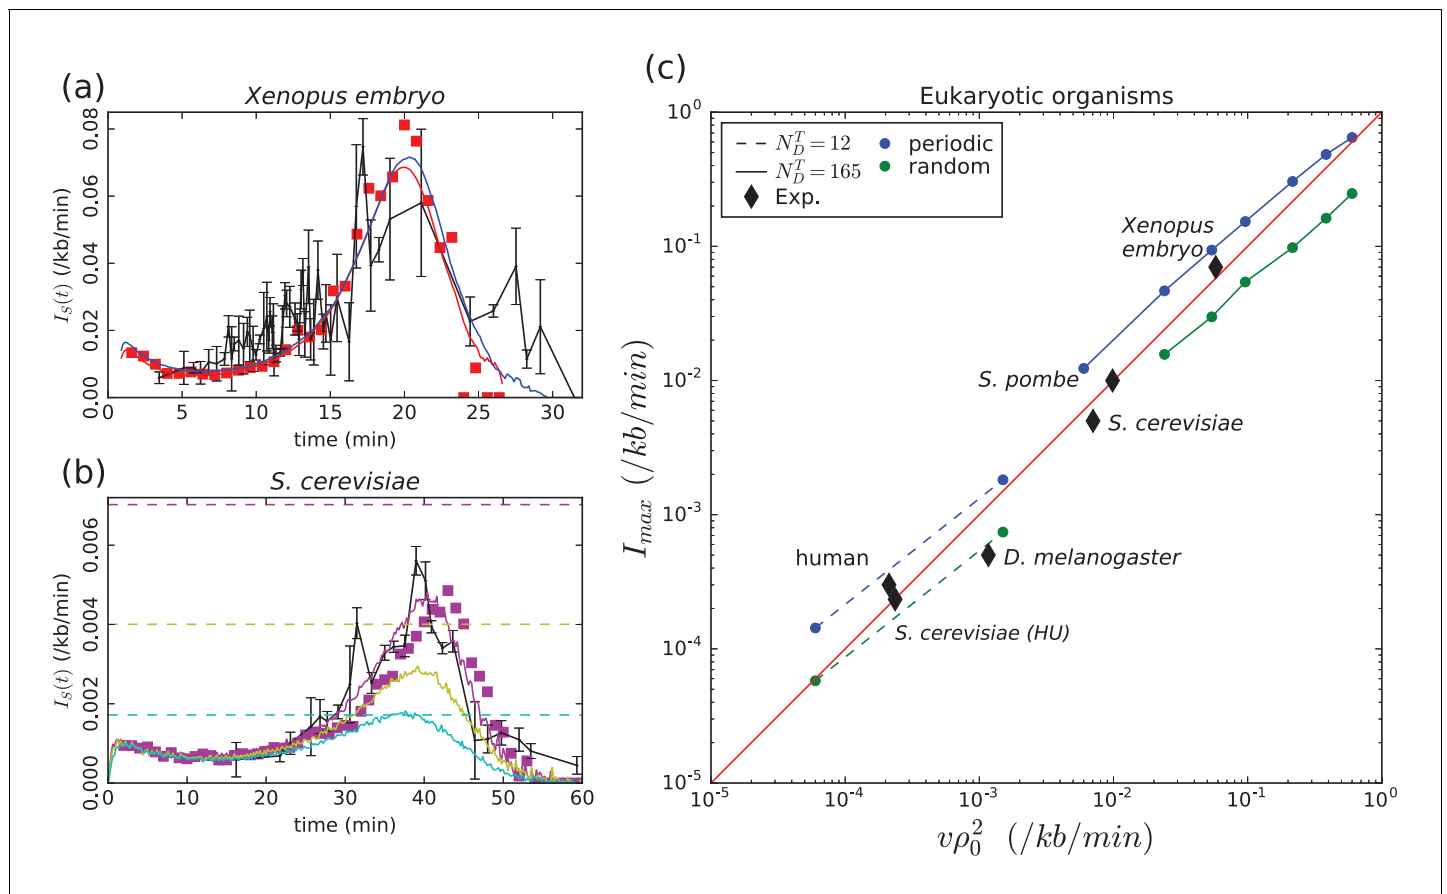 (a)
Xenopus embryo
0.08
0.06
0.04
0.02
0.00
I_S(t) (/kb/min)
0 5 10 15 20 25 30
time (min)
(b)
S. cerevisiae
0.006
0.004
0.002
0.000
I_S(t) (/kb/min)
0 10 20 30 40 50 60
time (min)
(c)
Eukaryotic organisms
N_D^T = 12
N_D^T = 165
Exp.
periodic
random
Xenopus
embryo
S. pombe
S. cerevisiae
D. melanogaster
human
S. cerevisiae (HU)
10^0
10^-1
10^-2
10^-3
10^-4
10^-5
I_max (/kb/min)
10^-5 10^-4 10^-3 10^-2 10^-1 10^0
vρ_0^2 (/kb/min)